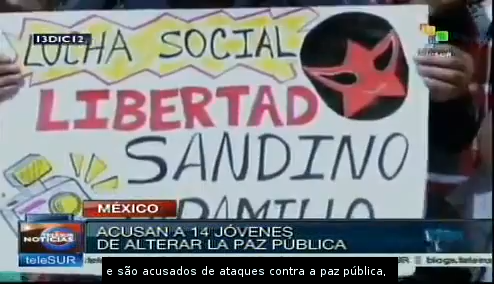 13DIC12
LUCHA SOCIAL
LIBERTAD
SANDINO
MÉXICO
NOTICIAS
ACUSAN A 14 JÓVENES
DE ALTERAR LA PAZ PÚBLICA
teleSUR
e são acusados de ataques contra a paz pública,